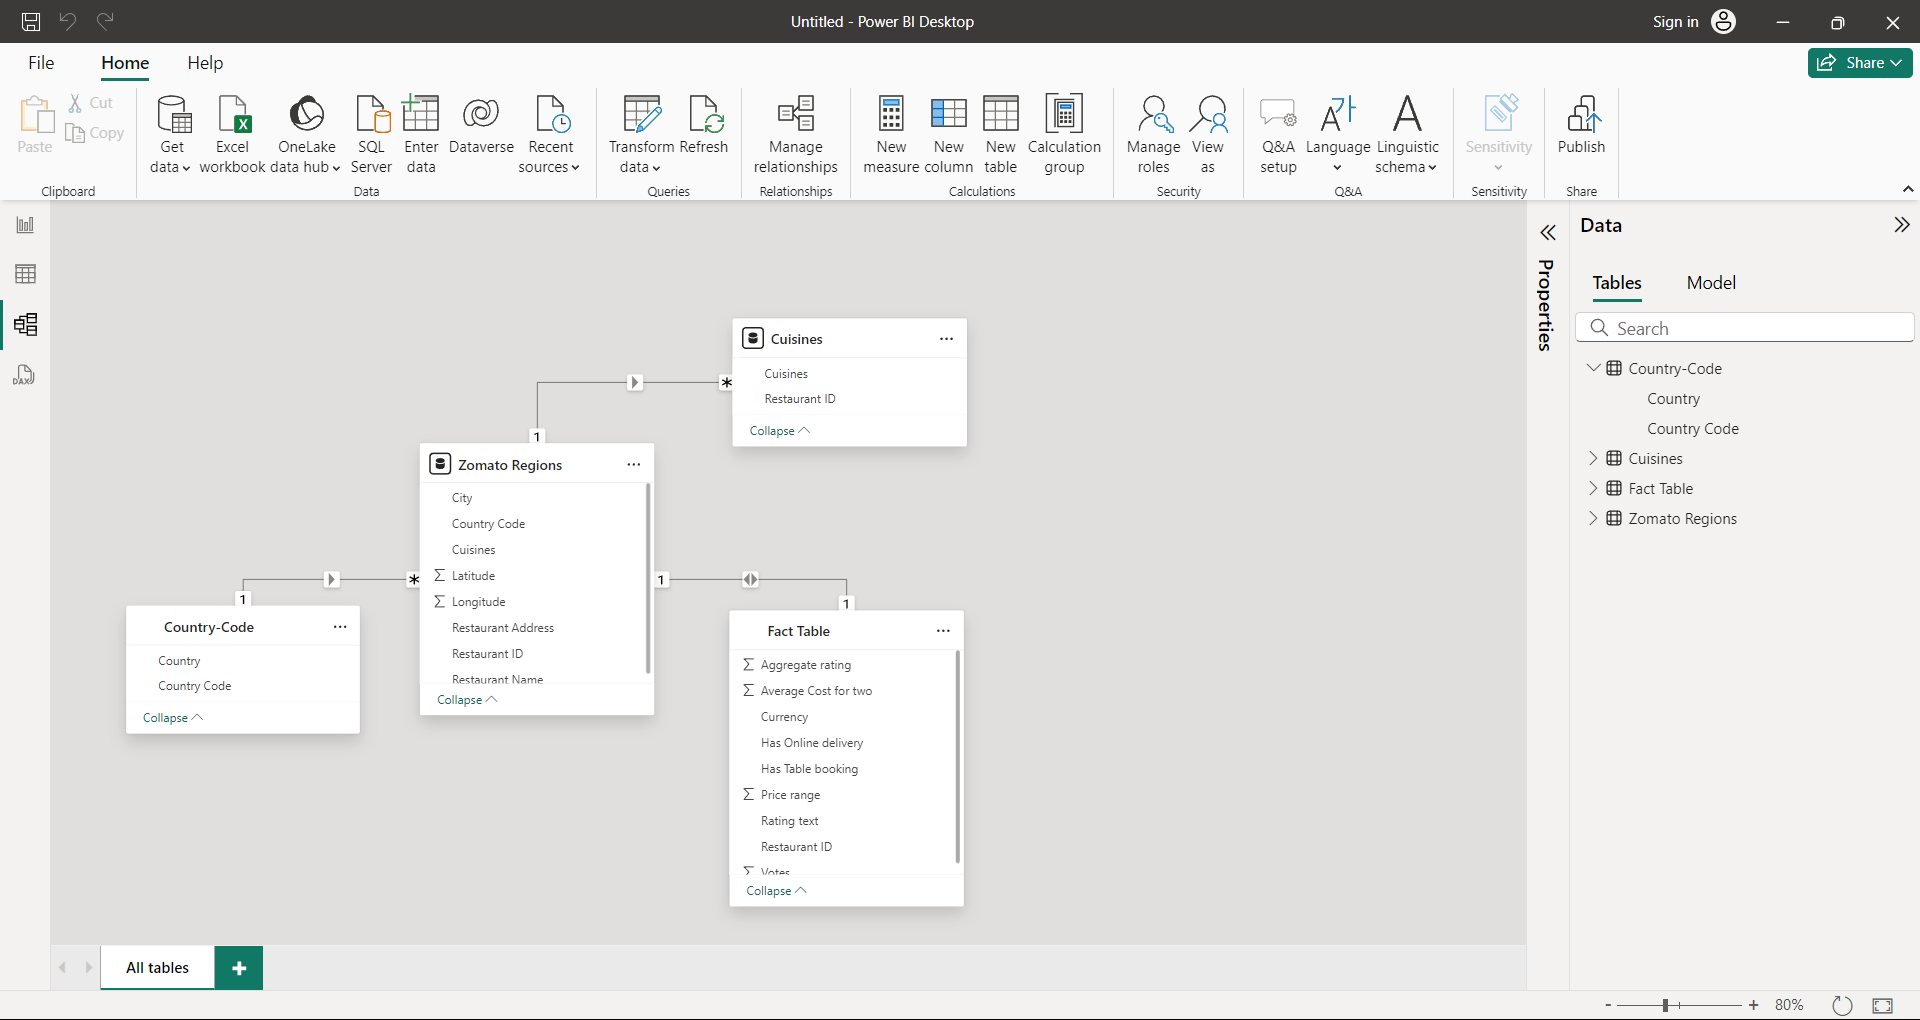 Untitled - Power BI Desktop
Sign in
File
Home
Help
Share
Paste
Cut
Copy
Clipboard
Get data
Excel workbook
OneLake data hub
SQL Server
Enter data
Dataverse
Recent sources
Data
Transform data
Refresh
Queries
Manage relationships
Relationships
New measure
New column
New table
Calculation group
Calculations
Manage roles
View as
Security
Q&A setup
Language
Linguistic schema
Q&A
Sensitivity
Sensitivity
Publish
Share
DAX
Cuisines
Cuisines
Restaurant ID
Collapse
*
1
Zomato Regions
City
Country Code
Cuisines
Latitude
Longitude
Restaurant Address
Restaurant ID
Restaurant Name
Collapse
*
1
Country-Code
Country
Country Code
Collapse
1
1
Fact Table
Aggregate rating
Average Cost for two
Currency
Has Online delivery
Has Table booking
Price range
Rating text
Restaurant ID
Votes
Collapse
Properties
Data
Tables
Model
Search
Country-Code
Country
Country Code
Cuisines
Fact Table
Zomato Regions
All tables
+
- + 80%